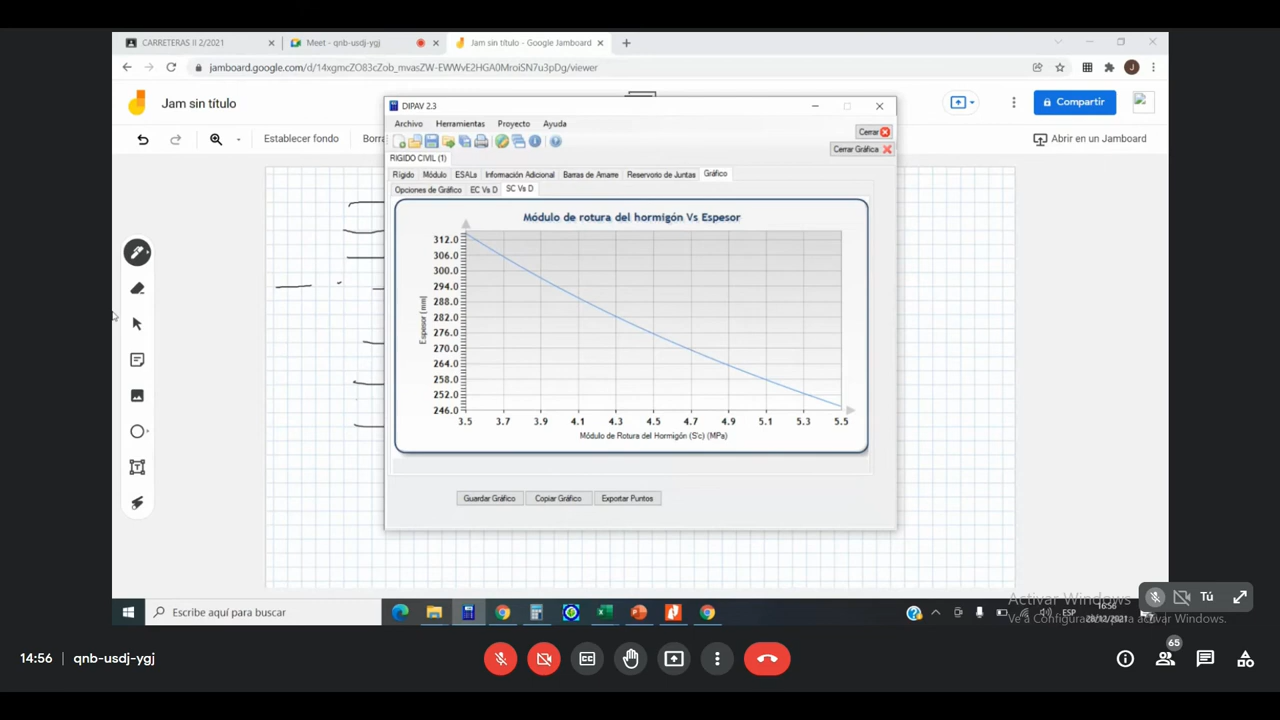 CARRETERAS II 2/2021
Meet - qnb-usdj-ygj
Jam sin título - Google Jamboard
jamboard.google.com/d/14xgmcZO83cZob_mvasZW-EWWvE2HGA0MroiSN7u3pDg/viewer
Jam sin título
Compartir
Establecer fondo
Borra
Abrir en un Jamboard
DIPAV 2.3
Archivo Herramientas Proyecto Ayuda
Cerrar
Cerrar Gráfica
RIGIDO CIVIL (1)
Rígido Módulo ESALs Información Adicional Barras de Amarre Reservorio de Juntas Gráfico
Opciones de Gráfico EC Vs D SC Vs D
Módulo de rotura del hormigón Vs Espesor
312.0
306.0
300.0
294.0
288.0
282.0
276.0
270.0
264.0
258.0
252.0
246.0
Espesor [mm]
3.5 3.7 3.9 4.1 4.3 4.5 4.7 4.9 5.1 5.3 5.5
Módulo de Rotura del Hormigón (S'c) (MPa)
Guardar Gráfico Copiar Gráfico Exportar Puntos
Activar Windows
Ve a Configuración para activar Windows.
Tú
Escribe aquí para buscar
ESP
16:56
28/12/2021
14:56 | qnb-usdj-ygj
65